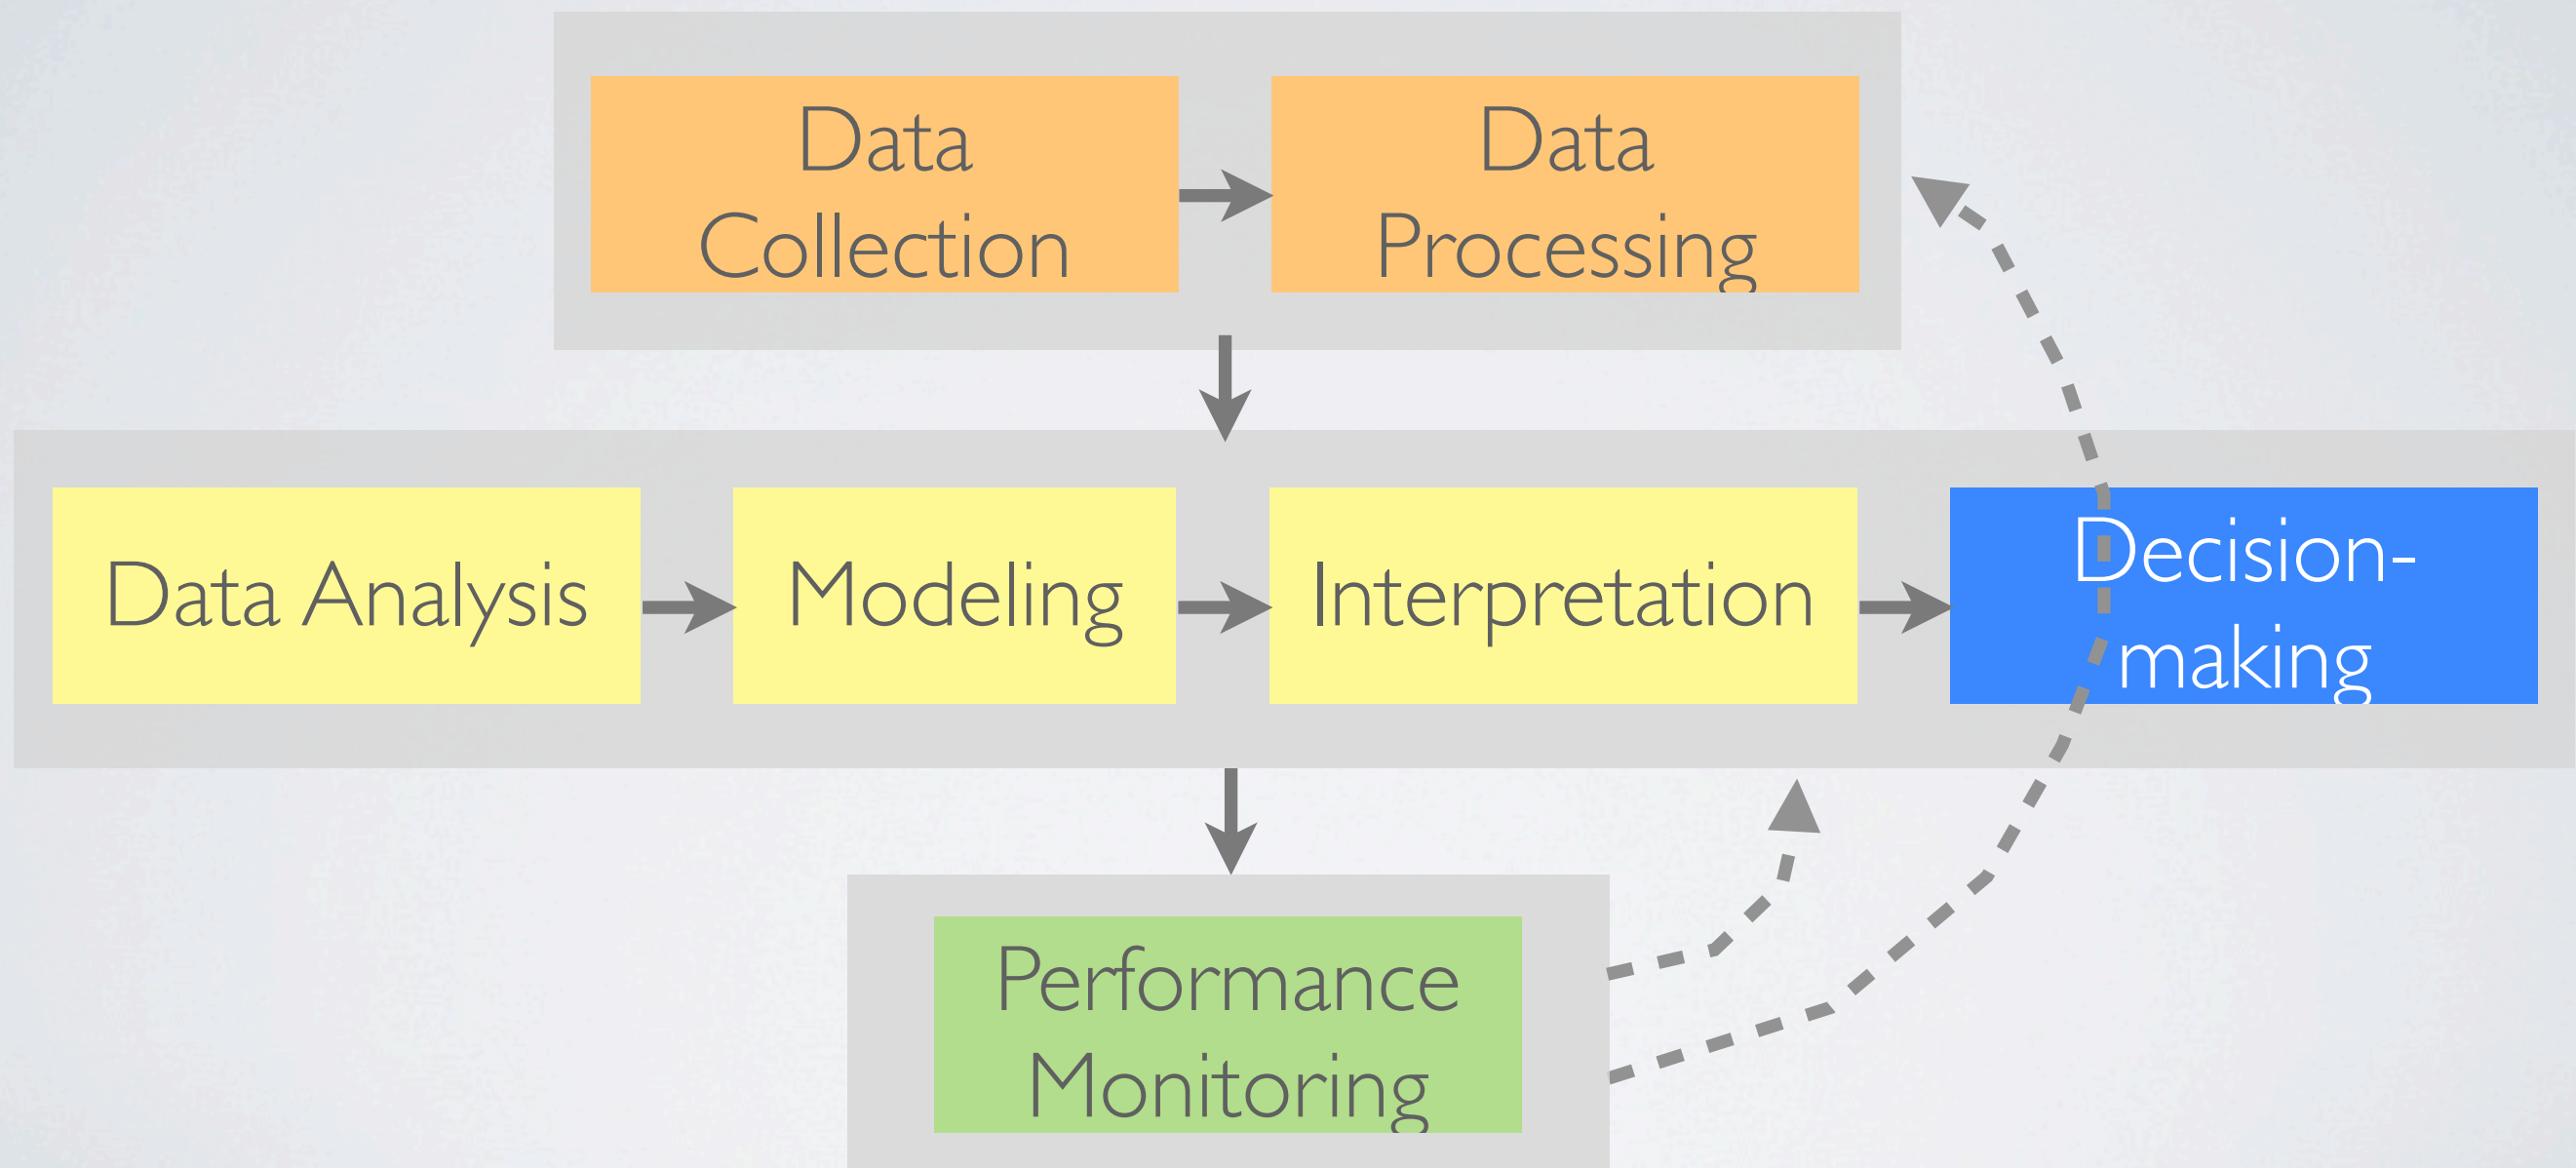 Data
Collection
Data
Processing
Data Analysis
Modeling
Interpretation
Decision-
making
Performance
Monitoring